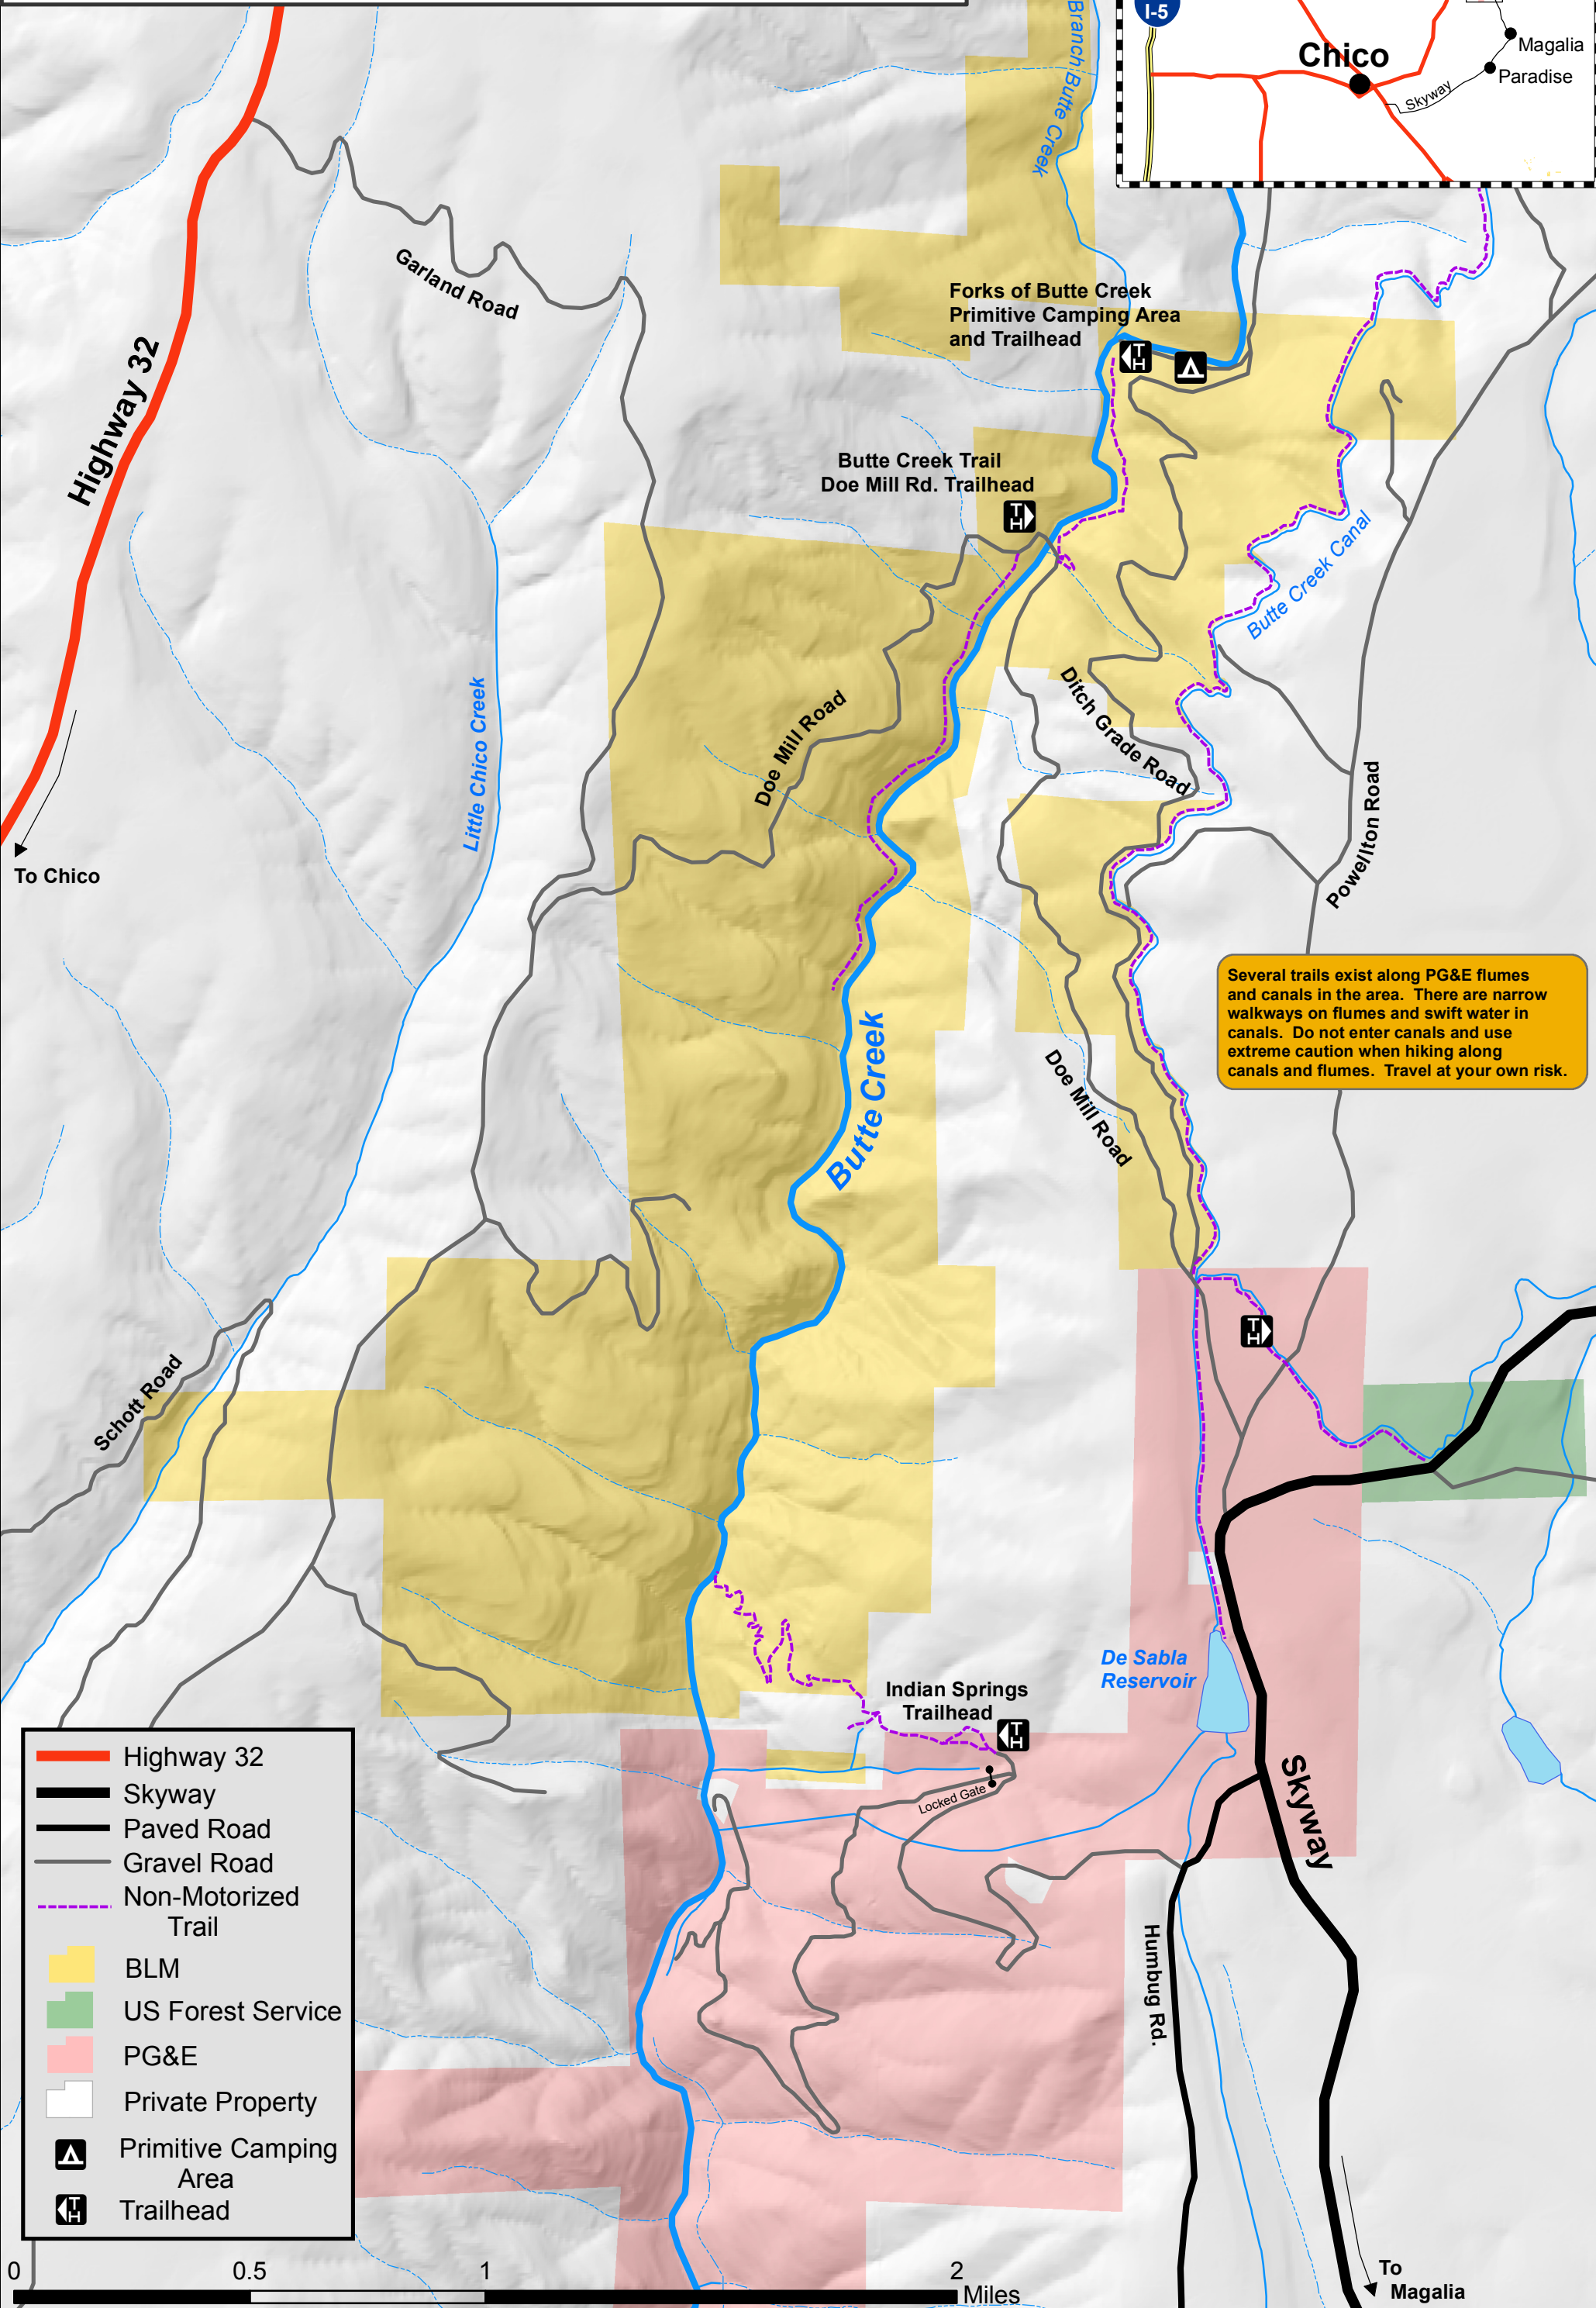 I-5
Chico
Magalia
Paradise
Skyway
Branch Butte Creek
Garland Road
Highway 32
Forks of Butte Creek
Primitive Camping Area
and Trailhead
TH
Butte Creek Trail
Doe Mill Rd. Trailhead
TH
Butte Creek Canal
Little Chico Creek
Doe Mill Road
Ditch Grade Road
Powellton Road
To Chico
Several trails exist along PG&E flumes
and canals in the area. There are narrow
walkways on flumes and swift water in
canals. Do not enter canals and use
extreme caution when hiking along
canals and flumes. Travel at your own risk.
Butte Creek
Doe Mill Road
TH
Schott Road
De Sabla
Reservoir
Indian Springs
Trailhead
TH
Locked Gate
Skyway
Humbug Rd.
Highway 32
Skyway
Paved Road
Gravel Road
Non-Motorized
Trail
BLM
US Forest Service
PG&E
Private Property
Primitive Camping
Area
TH
Trailhead
To
Magalia
0 0.5 1 2
Miles